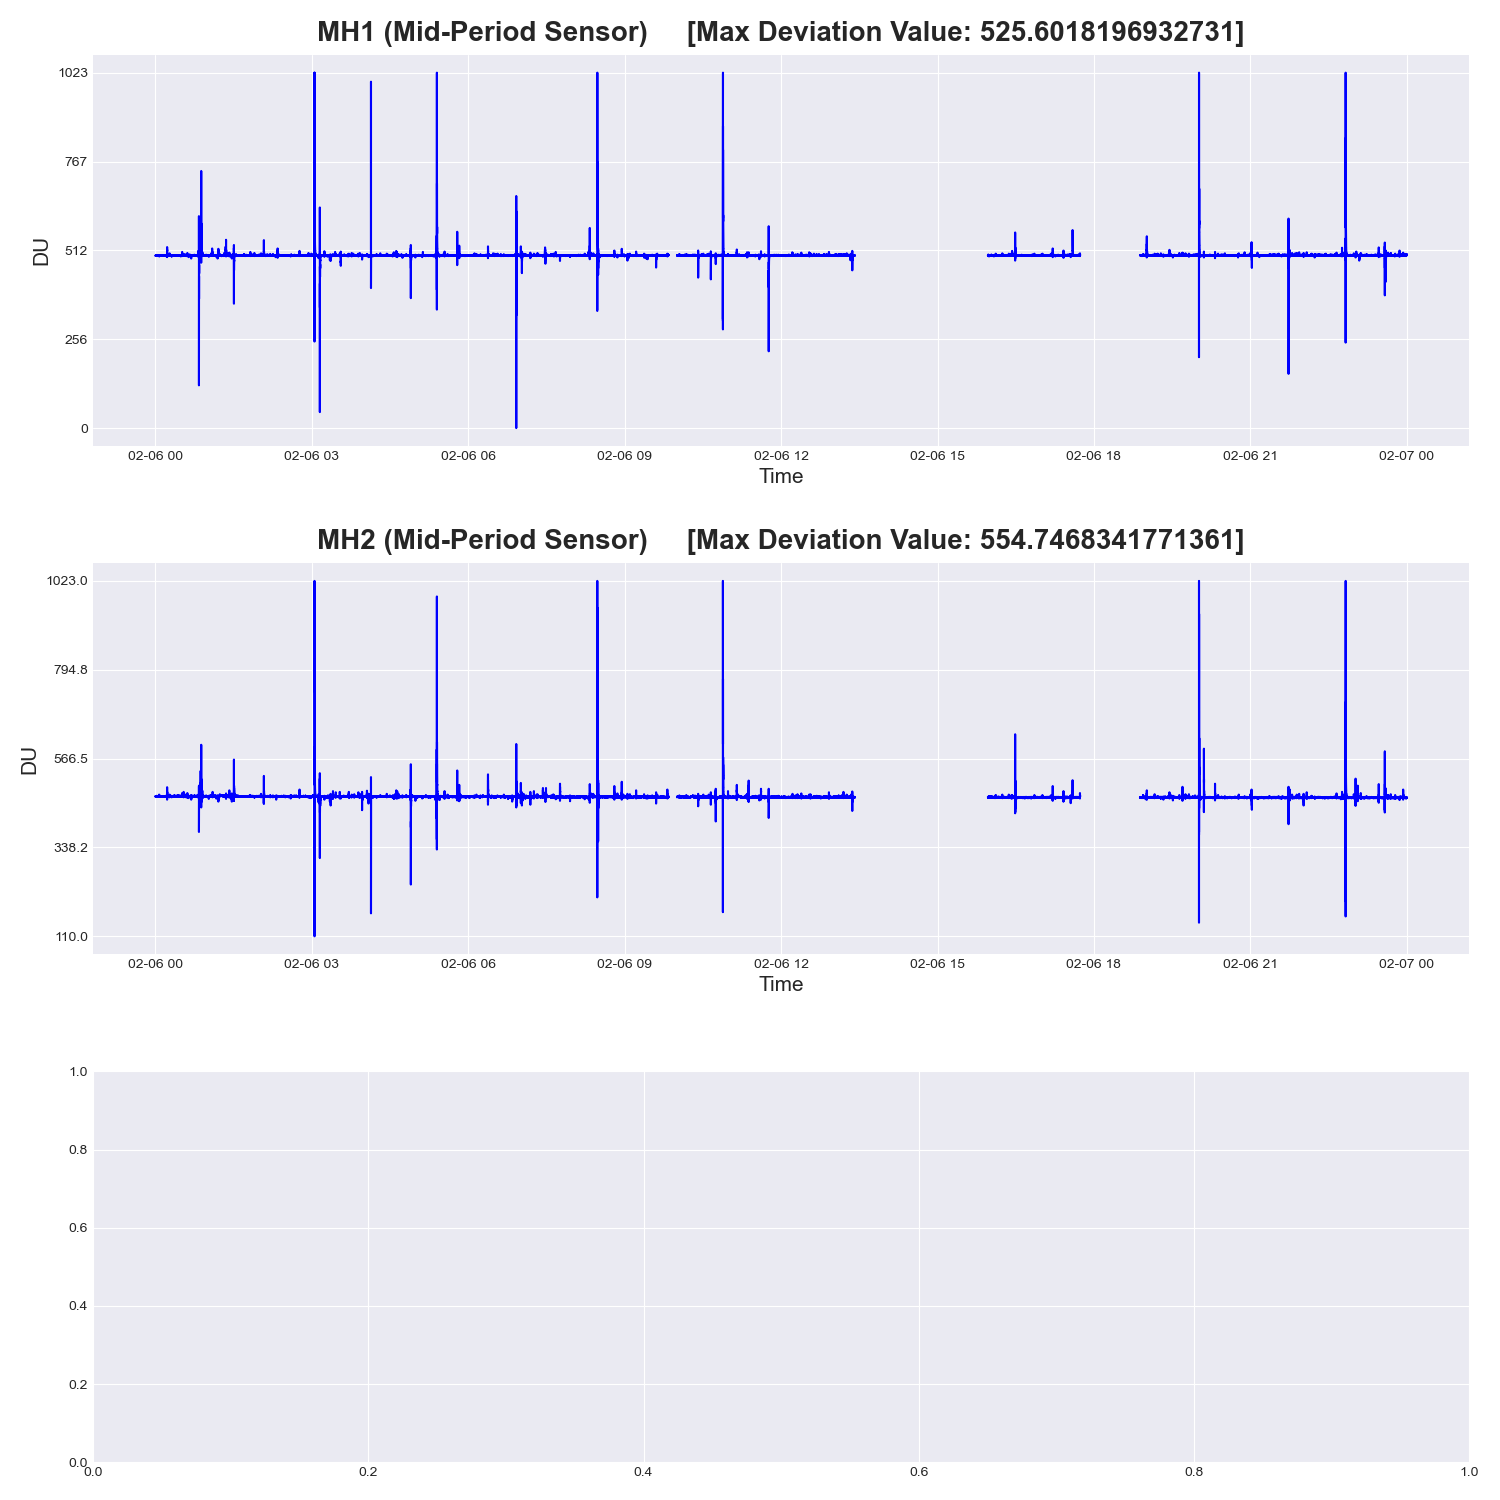 MH1 (Mid-Period Sensor) [Max Deviation Value: 525.6018196932731]
1023
767
512
256
0
DU
02-06 00 02-06 03 02-06 06 02-06 09 02-06 12 02-06 15 02-06 18 02-06 21 02-07 00
Time
MH2 (Mid-Period Sensor) [Max Deviation Value: 554.7468341771361]
1023.0
794.8
566.5
338.2
110.0
DU
02-06 00 02-06 03 02-06 06 02-06 09 02-06 12 02-06 15 02-06 18 02-06 21 02-07 00
Time
1.0
0.8
0.6
0.4
0.2
0.0
0.0 0.2 0.4 0.6 0.8 1.0